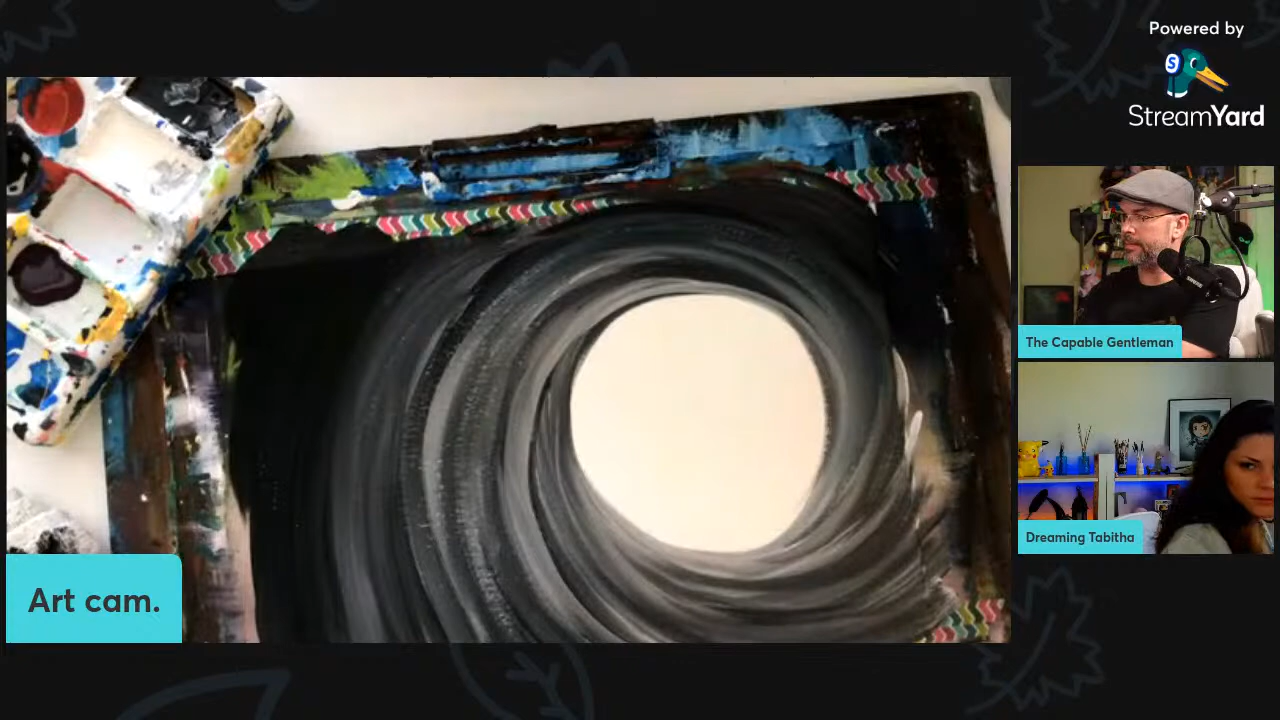 Powered by
StreamYard
The Capable Gentleman
Dreaming Tabitha
Art cam.